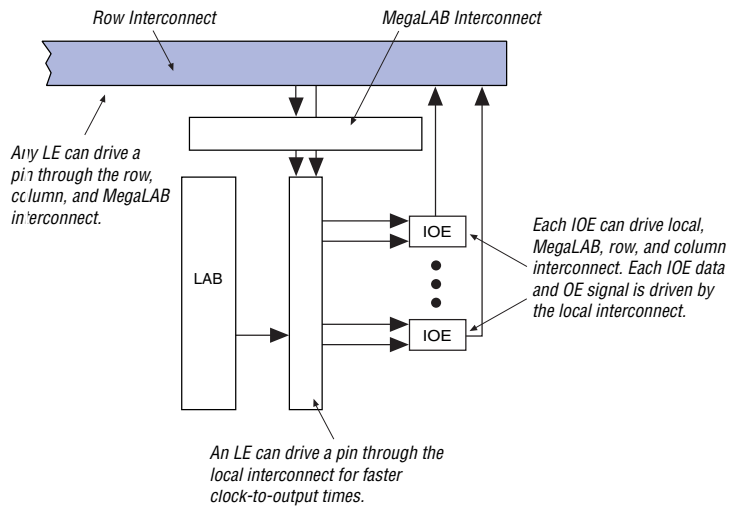 Row Interconnect
MegaLAB Interconnect
Any LE can drive a
pin through the row,
column, and MegaLAB
interconnect.
LAB
IOE
IOE
Each IOE can drive local,
MegaLAB, row, and column
interconnect. Each IOE data
and OE signal is driven by
the local interconnect.
An LE can drive a pin through the
local interconnect for faster
clock-to-output times.